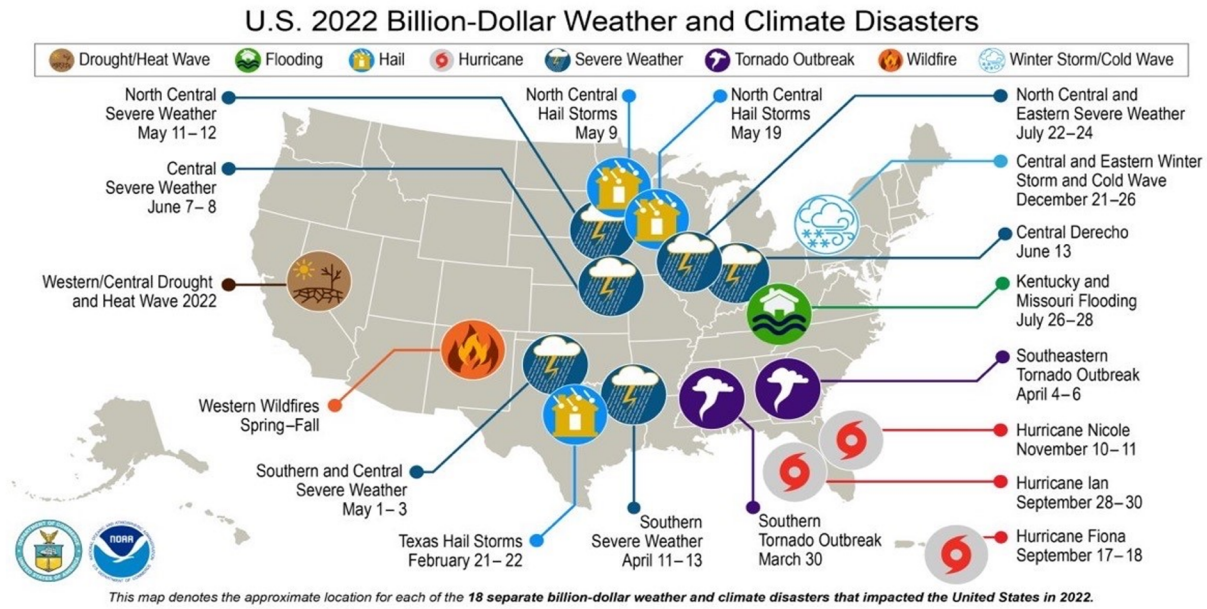 U.S. 2022 Billion-Dollar Weather and Climate Disasters
Drought/Heat Wave
Flooding
Hail
Hurricane
Severe Weather
Tornado Outbreak
Wildfire
Winter Storm/Cold Wave
North Central
Severe Weather
May 11–12
North Central
Hail Storms
May 9
North Central
Hail Storms
May 19
North Central and
Eastern Severe Weather
July 22–24
Central
Severe Weather
June 7–8
Central and Eastern Winter
Storm and Cold Wave
December 21–26
Central Derecho
June 13
Western/Central Drought
and Heat Wave 2022
Kentucky and
Missouri Flooding
July 26–28
Southeastern
Tornado Outbreak
April 4–6
Western Wildfires
Spring–Fall
Hurricane Nicole
November 10–11
Southern and Central
Severe Weather
May 1–3
Hurricane Ian
September 28–30
Texas Hail Storms
February 21–22
Southern
Severe Weather
April 11–13
Southern
Tornado Outbreak
March 30
Hurricane Fiona
September 17–18
NOAA
This map denotes the approximate location for each of the 18 separate billion-dollar weather and climate disasters that impacted the United States in 2022.